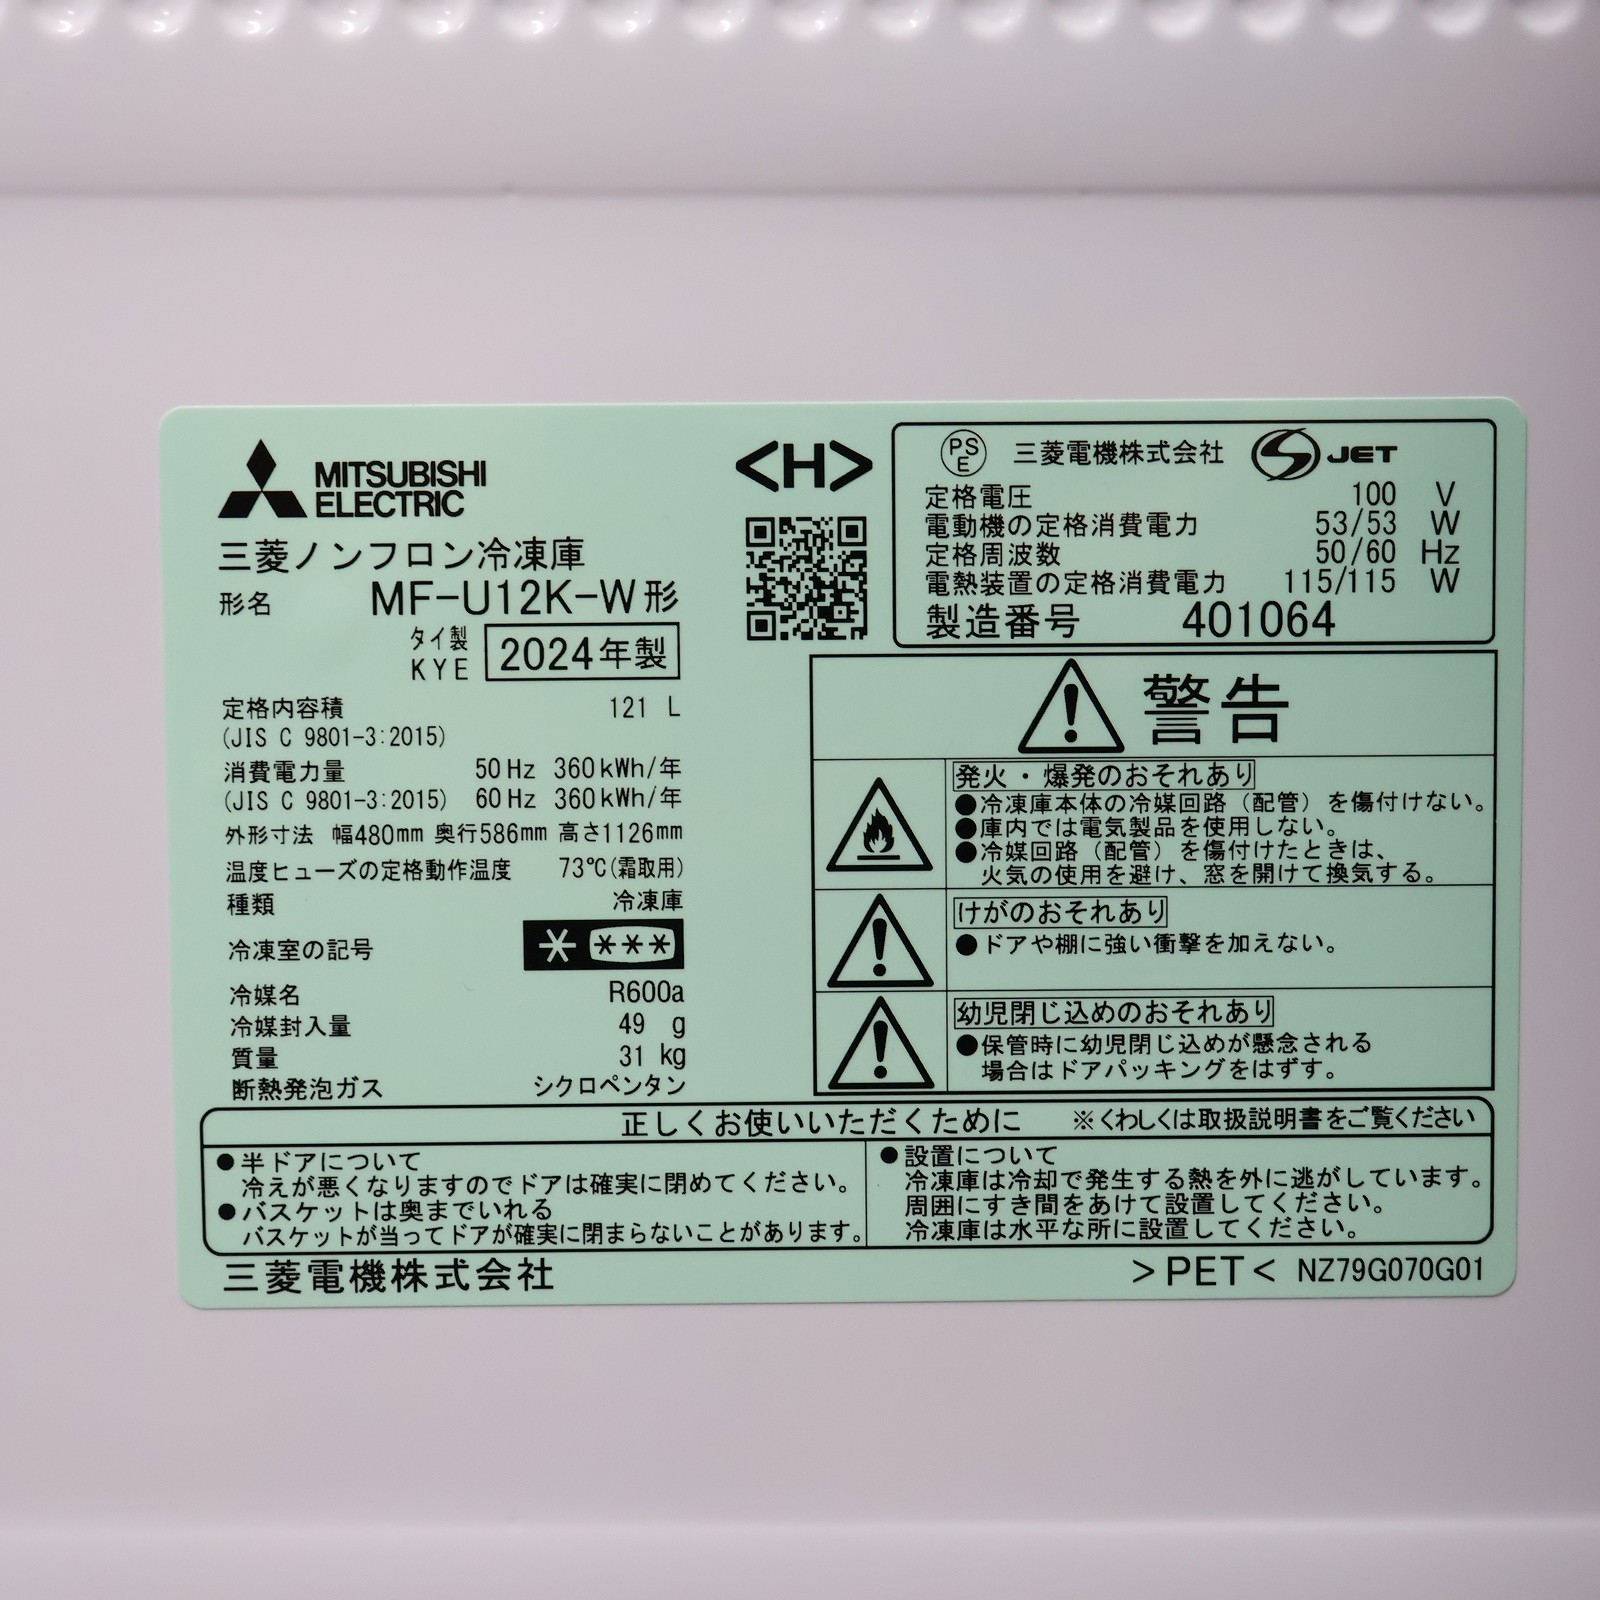 MITSUBISHI
ELECTRIC
<H>
三菱ノンフロン冷凍庫
形名 MF-U12K-W形
タイ製
KYE 2024年製
定格内容積 121 L
(JIS C 9801-3:2015)
消費電力量 50Hz 360kWh/年
(JIS C 9801-3:2015) 60Hz 360kWh/年
外形寸法 幅480mm 奥行586mm 高さ1126mm
温度ヒューズの定格動作温度 73℃(霜取用)
種類 冷凍庫
冷凍室の記号 * ***
冷媒名 R600a
冷媒封入量 49 g
質量 31 kg
断熱発泡ガス シクロペンタン
PS
E 三菱電機株式会社 JET
定格電圧 100 V
電動機の定格消費電力 53/53 W
定格周波数 50/60 Hz
電熱装置の定格消費電力 115/115 W
製造番号 401064
警告
発火・爆発のおそれあり
●冷凍庫本体の冷媒回路（配管）を傷付けない。
●庫内では電気製品を使用しない。
●冷媒回路（配管）を傷付けたときは、
火気の使用を避け、窓を開けて換気する。
けがのおそれあり
●ドアや棚に強い衝撃を加えない。
幼児閉じ込めのおそれあり
●保管時に幼児閉じ込めが懸念される
場合はドアパッキングをはずす。
正しくお使いいただくために ※くわしくは取扱説明書をご覧ください
●半ドアについて
冷えが悪くなりますのでドアは確実に閉めてください。
●バスケットは奥までいれる
バスケットが当ってドアが確実に閉まらないことがあります。
●設置について
冷凍庫は冷却で発生する熱を外に逃がしています。
周囲にすき間をあけて設置してください。
冷凍庫は水平な所に設置してください。
三菱電機株式会社 >PET< NZ79G070G01